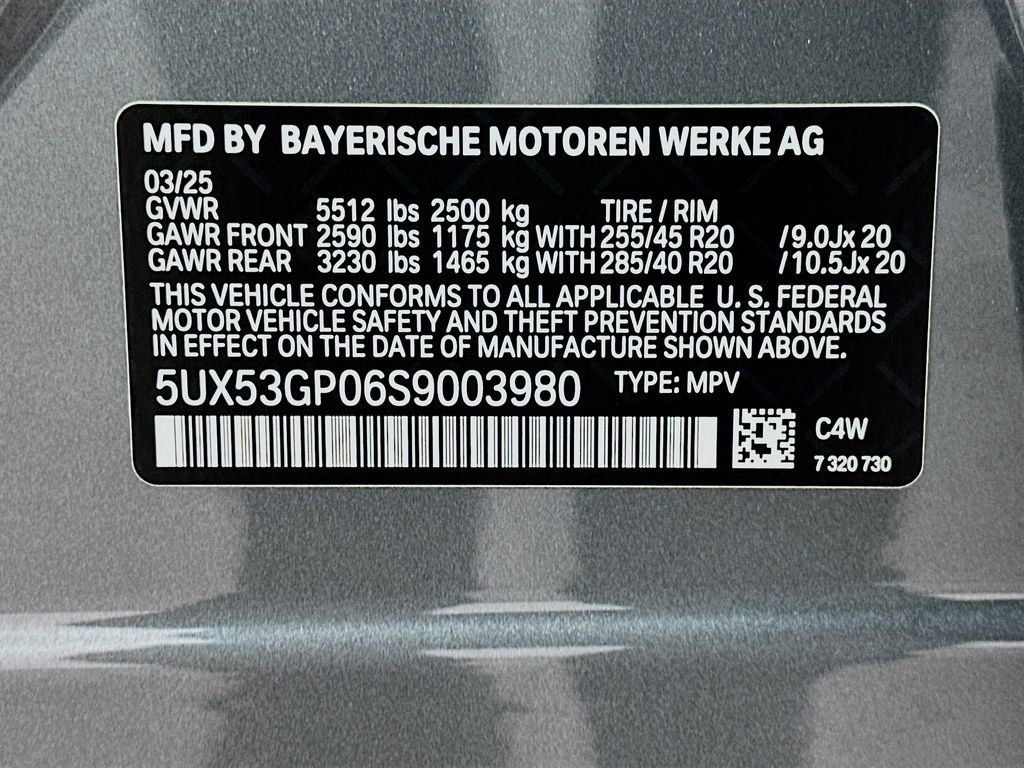 MFD BY BAYERISCHE MOTOREN WERKE AG
03/25
GVWR 5512 lbs 2500 kg TIRE / RIM
GAWR FRONT 2590 lbs 1175 kg WITH 255/45 R20 /9.0Jx 20
GAWR REAR 3230 lbs 1465 kg WITH 285/40 R20 /10.5Jx 20
THIS VEHICLE CONFORMS TO ALL APPLICABLE U. S. FEDERAL
MOTOR VEHICLE SAFETY AND THEFT PREVENTION STANDARDS
IN EFFECT ON THE DATE OF MANUFACTURE SHOWN ABOVE.
5UX53GP06S9003980 TYPE: MPV
C4W
7 320 730